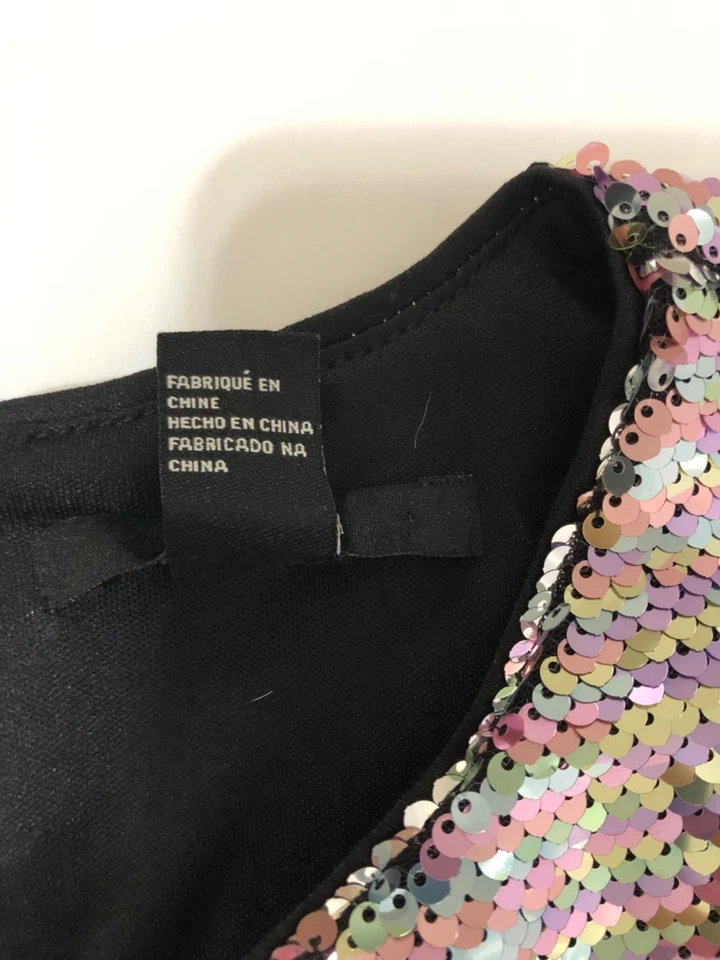 FABRIQUÉ EN
CHINE
HECHO EN CHINA
FABRICADO NA
CHINA